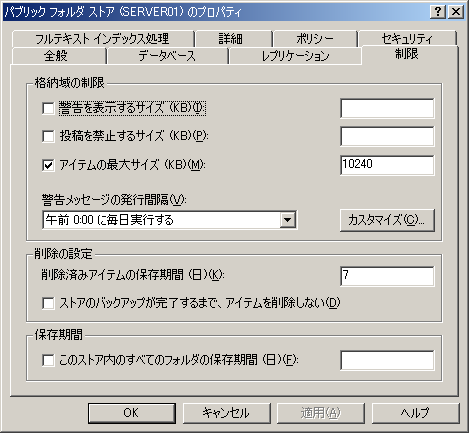 パブリック フォルダ ストア (SERVER01) のプロパティ
フルテキスト インデックス処理 詳細 ポリシー セキュリティ
全般 データベース レプリケーション 制限
格納域の制限
警告を表示するサイズ (KB)(I):
投稿を禁止するサイズ (KB)(P):
アイテムの最大サイズ (KB)(M): 10240
警告メッセージの発行間隔(V):
午前 0:00 に毎日実行する カスタマイズ(C)...
削除の設定
削除済みアイテムの保存期間 (日)(K): 7
ストアのバックアップが完了するまで、アイテムを削除しない(D)
保存期間
このストア内のすべてのフォルダの保存期間 (日)(F):
OK キャンセル 適用(A) ヘルプ